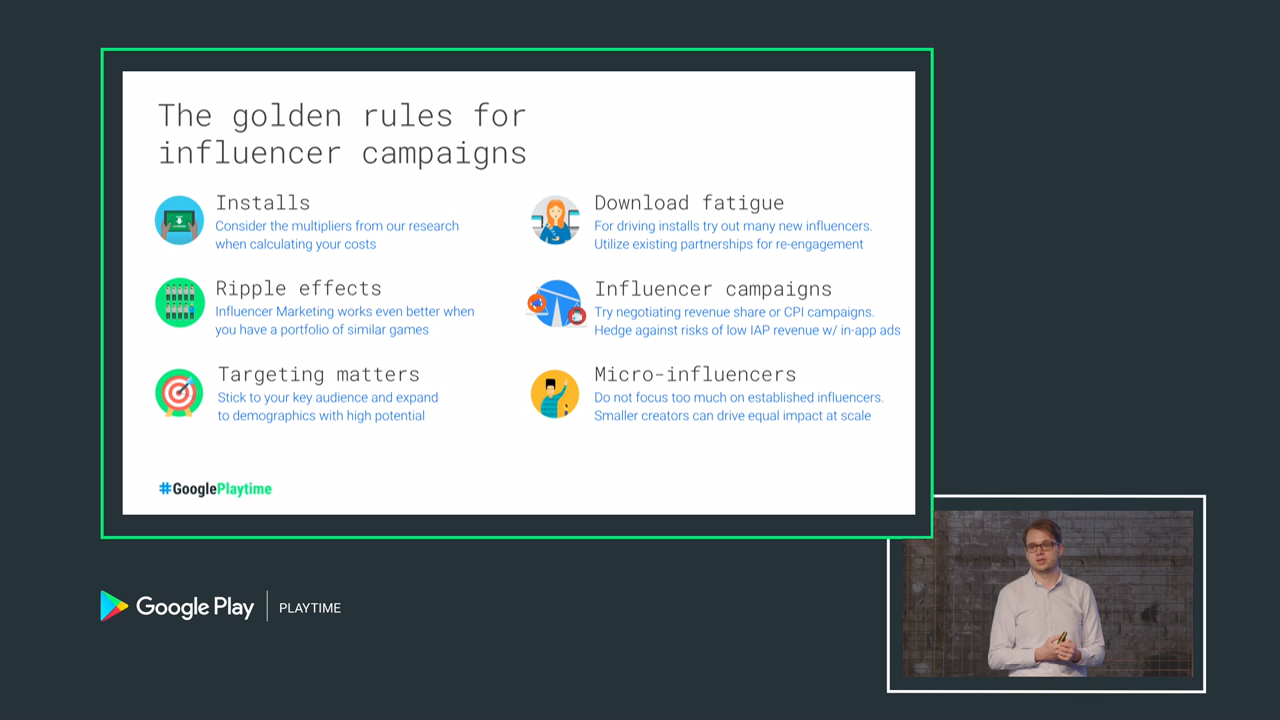 The golden rules for
influencer campaigns
Installs
Consider the multipliers from our research
when calculating your costs
Ripple effects
Influencer Marketing works even better when
you have a portfolio of similar games
Targeting matters
Stick to your key audience and expand
to demographics with high potential
Download fatigue
For driving installs try out many new influencers.
Utilize existing partnerships for re-engagement
Influencer campaigns
Try negotiating revenue share or CPI campaigns.
Hedge against risks of low IAP revenue w/ in-app ads
Micro-influencers
Do not focus too much on established influencers.
Smaller creators can drive equal impact at scale
#GooglePlaytime
Google Play
PLAYTIME